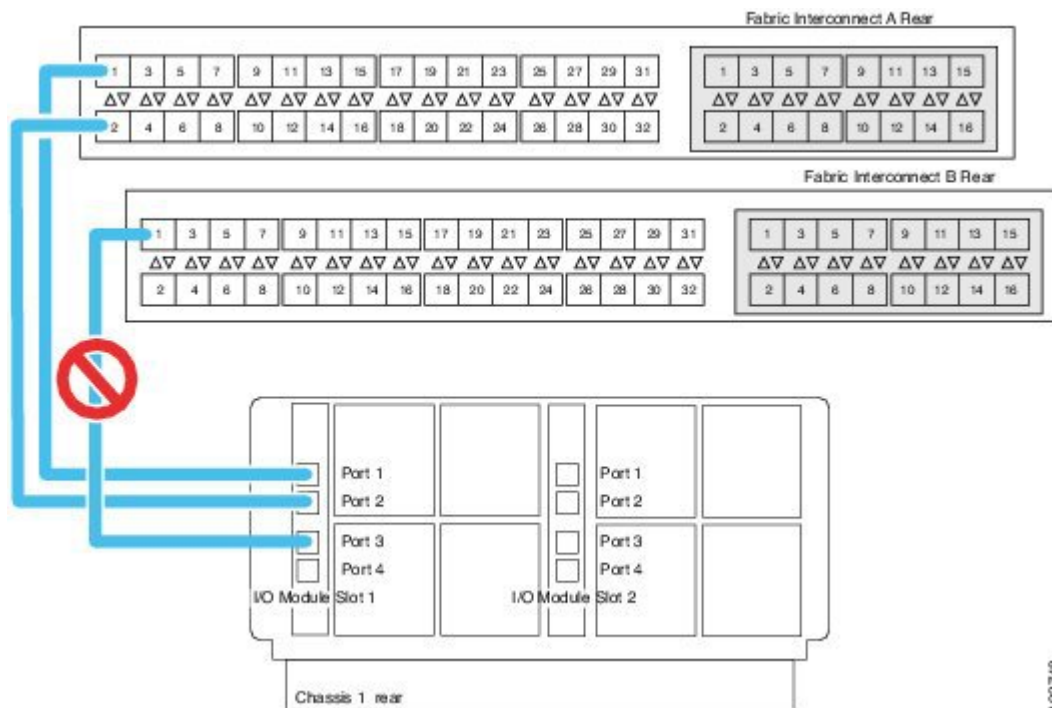 Fabric Interconnect A Rear
1 3 5 7 9 11 13 15 17 19 21 23 25 27 29 31 1 3 5 7 9 11 13 15
2 4 6 8 10 12 14 16 18 20 22 24 26 28 30 32 2 4 6 8 10 12 14 16
Fabric Interconnect B Rear
1 3 5 7 9 11 13 15 17 19 21 23 25 27 29 31 1 3 5 7 9 11 13 15
2 4 6 8 10 12 14 16 18 20 22 24 26 28 30 32 2 4 6 8 10 12 14 16
Port 1
Port 2
Port 3
Port 4
I/O Module Slot 1
Port 1
Port 2
Port 3
Port 4
I/O Module Slot 2
Chassis 1 rear